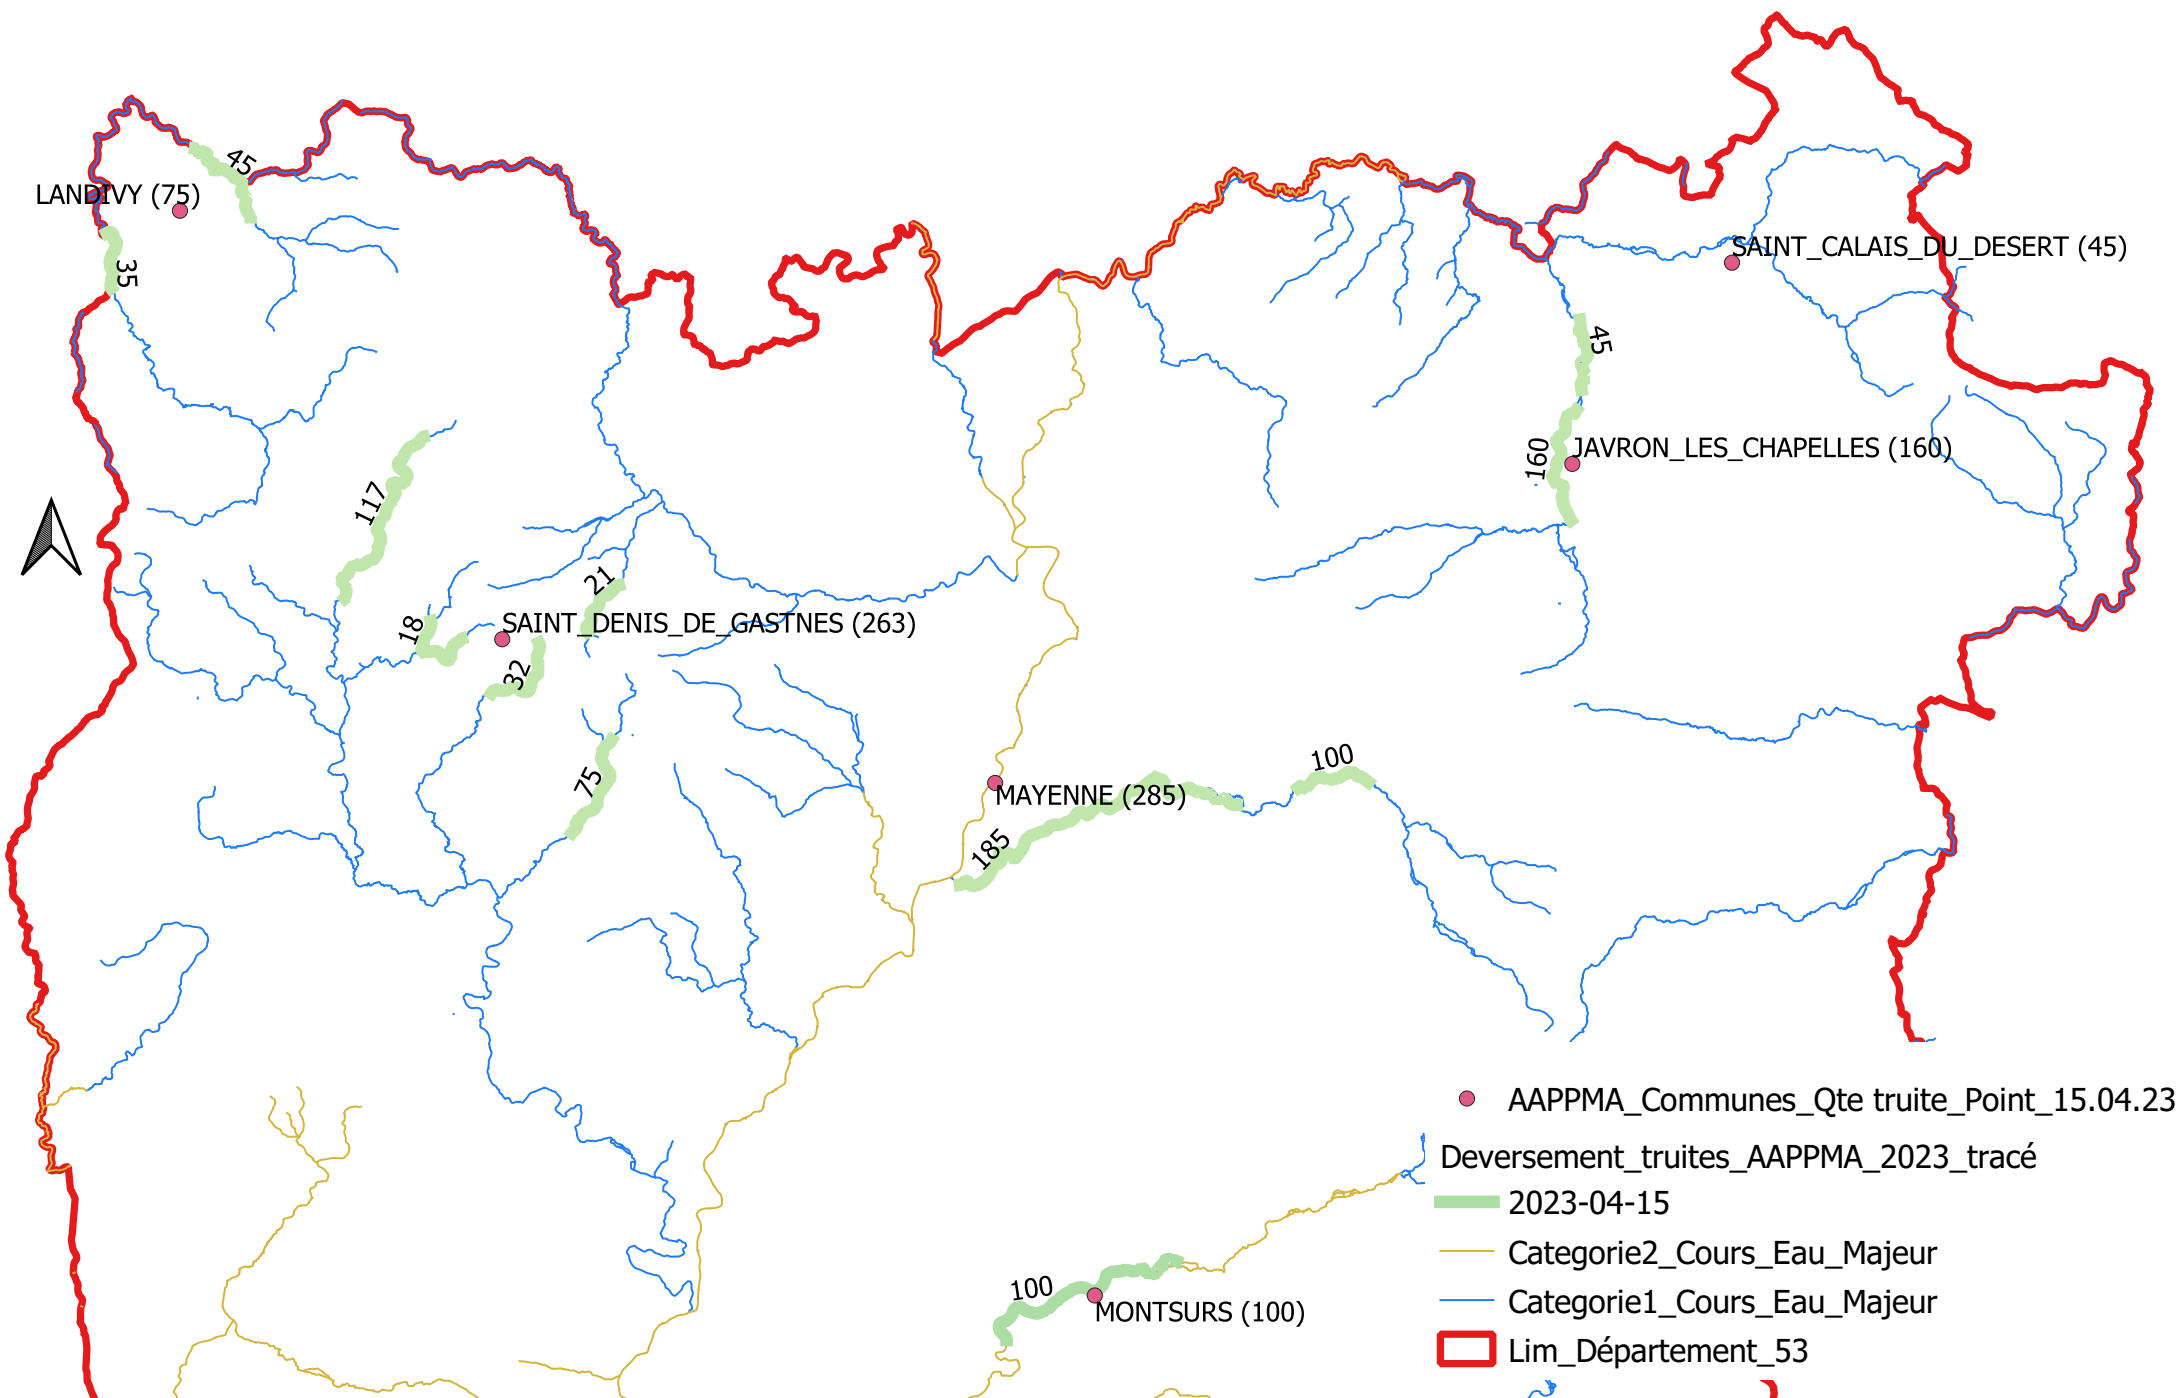 45
LANDIVY (75)
35
SAINT_CALAIS_DU_DESERT (45)
45
JAVRON_LES_CHAPELLES (160)
160
117
21
18
SAINT_DENIS_DE_GASTNES (263)
32
75
100
MAYENNE (285)
185
AAPPMA_Communes_Qte truite_Point_15.04.23
Deversement_truites_AAPPMA_2023_tracé
2023-04-15
Categorie2_Cours_Eau_Majeur
Categorie1_Cours_Eau_Majeur
Lim_Département_53
100
MONTSURS (100)